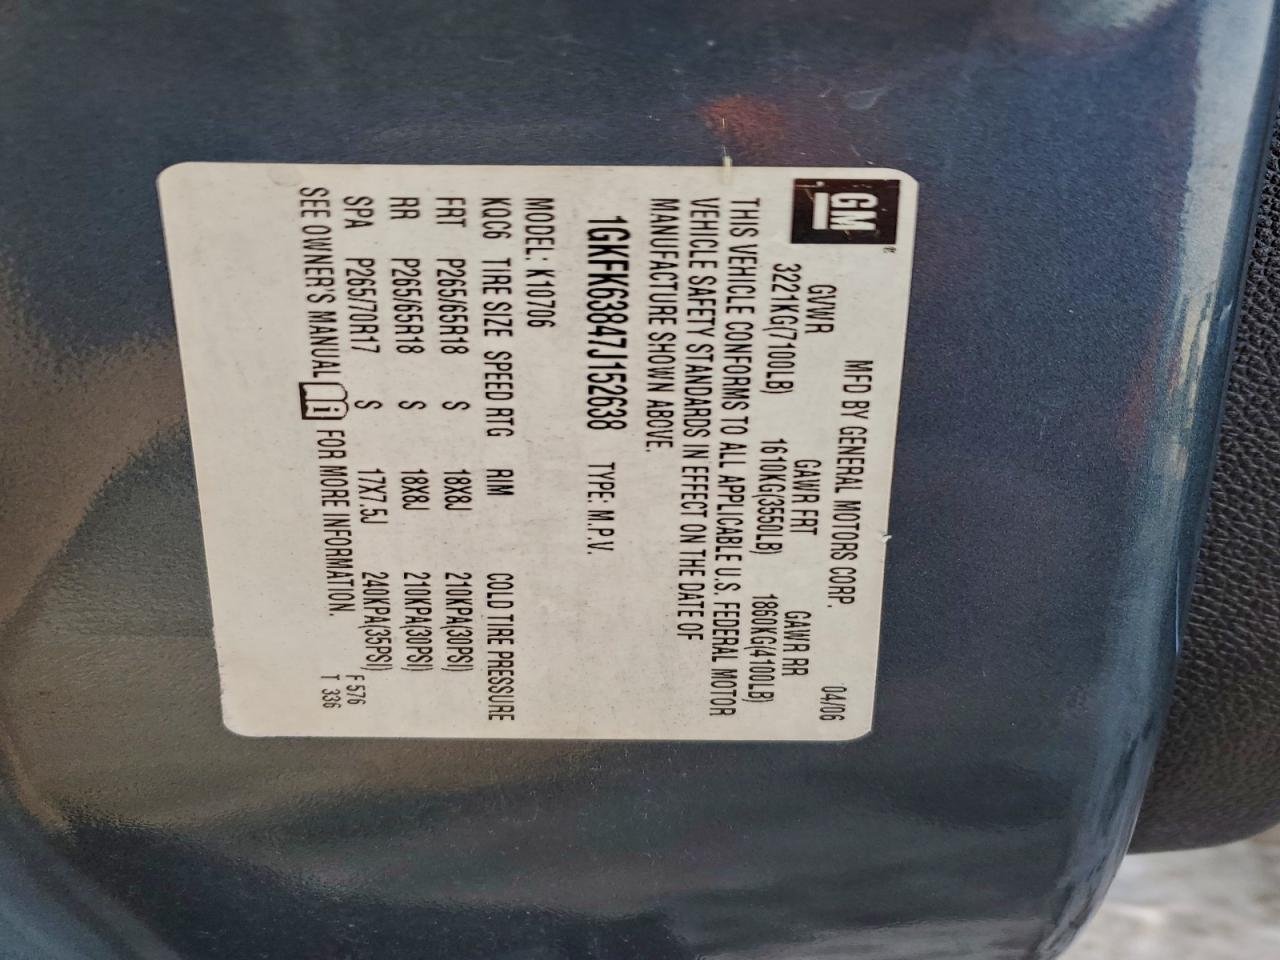 GM
®
MFD BY GENERAL MOTORS CORP. 04/06
GVWR GAWR FRT GAWR RR
3221KG(7100LB) 1610KG(3550LB) 1860KG(4100LB)
THIS VEHICLE CONFORMS TO ALL APPLICABLE U.S. FEDERAL MOTOR
VEHICLE SAFETY STANDARDS IN EFFECT ON THE DATE OF
MANUFACTURE SHOWN ABOVE.
1GKFK63847J152638 TYPE: M.P.V.
MODEL: K10706
KQC6 TIRE SIZE SPEED RTG RIM COLD TIRE PRESSURE
FRT P265/65R18 S 18X8J 210KPA(30PSI)
RR P265/65R18 S 18X8J 210KPA(30PSI)
SPA P265/70R17 S 17X7.5J 240KPA(35PSI)
SEE OWNER'S MANUAL i FOR MORE INFORMATION.
F 576
T 336